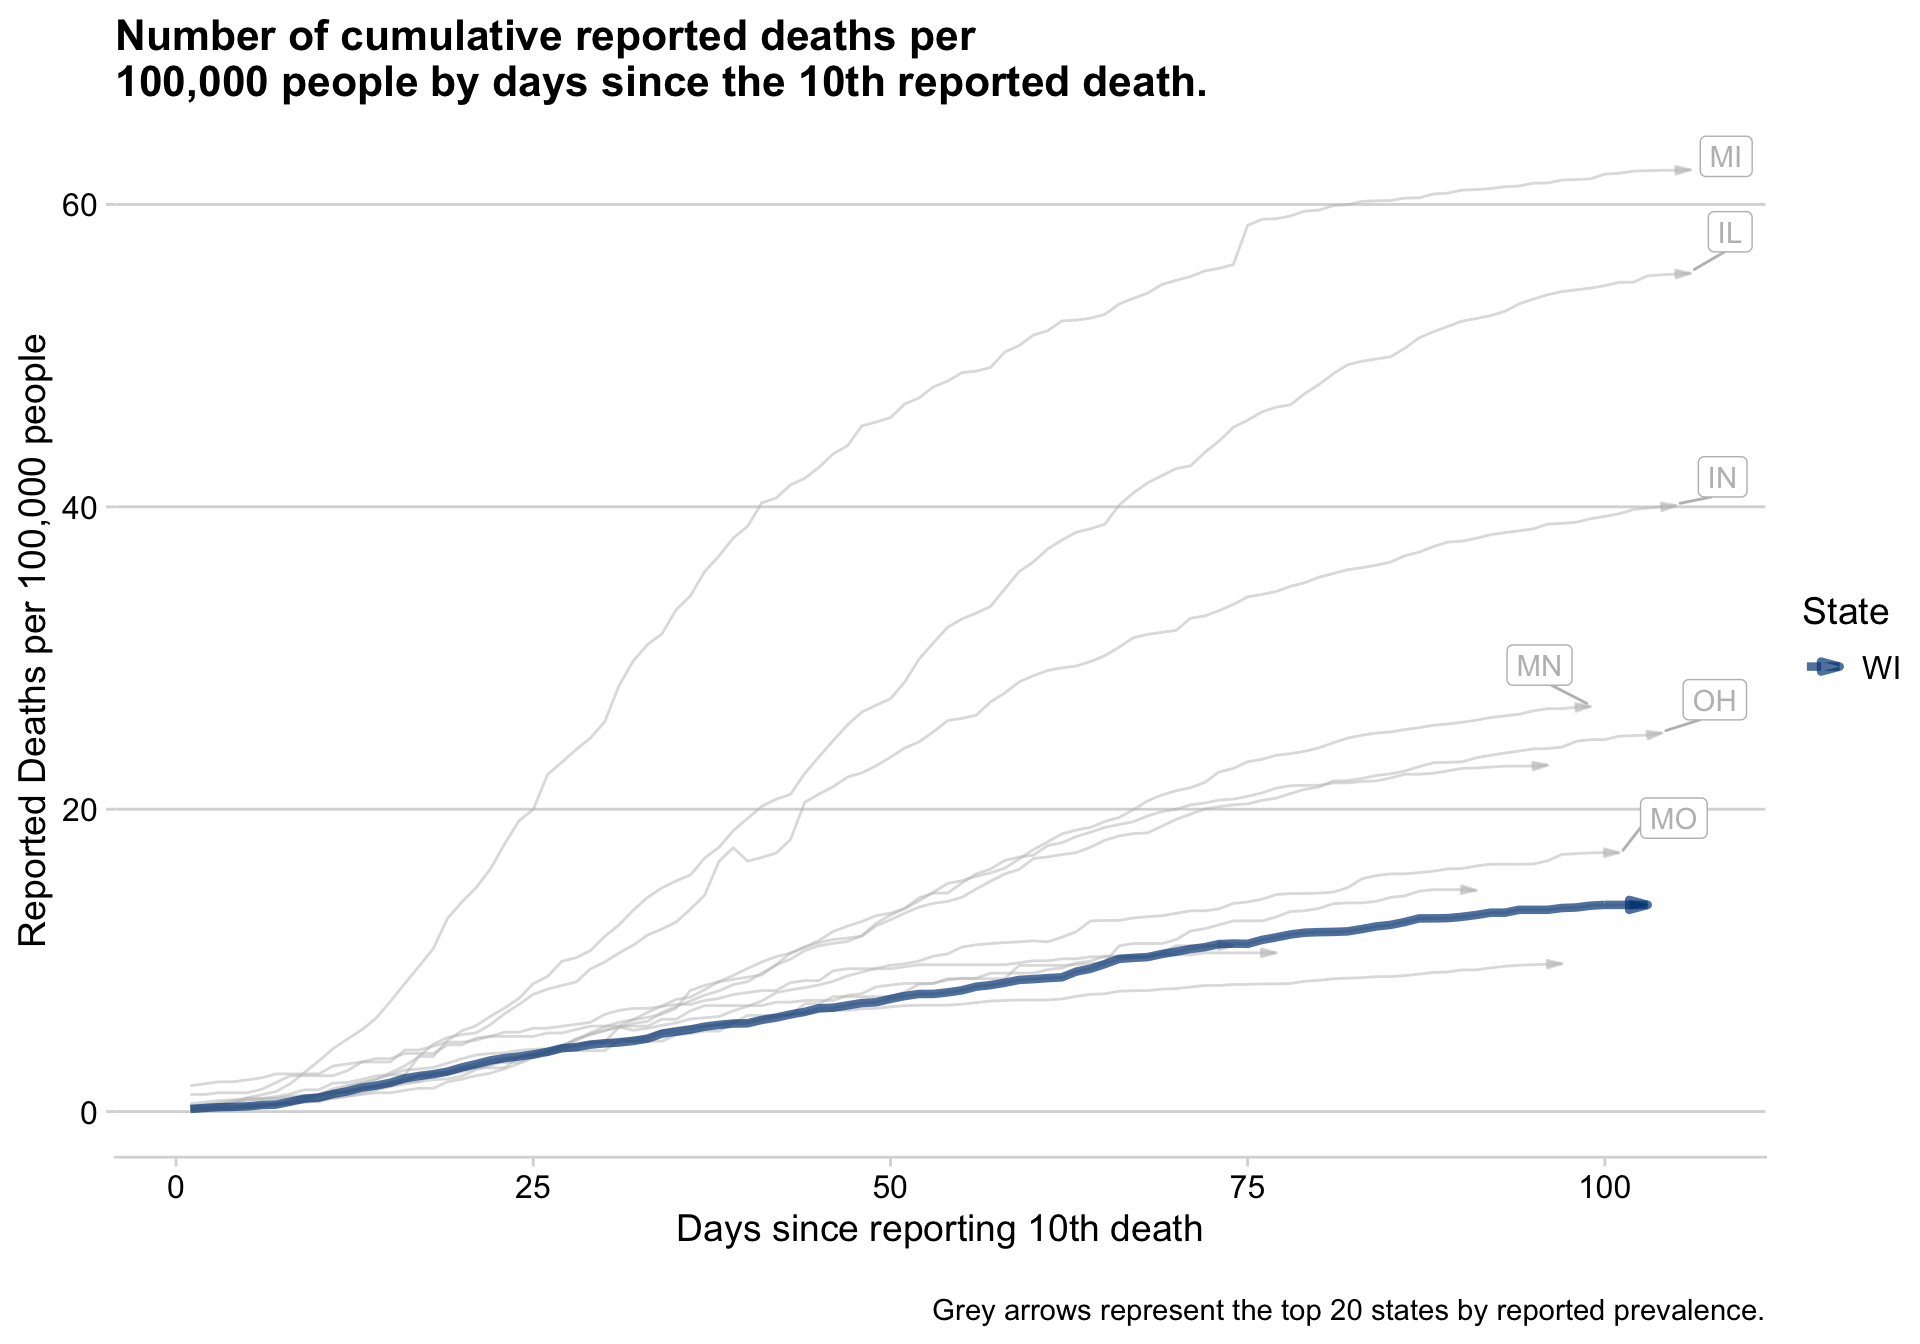 Number of cumulative reported deaths per
100,000 people by days since the 10th reported death.
MI
60
IL
IN
40
MN
OH
20
MO
0
Reported Deaths per 100,000 people
State
WI
0 25 50 75 100
Days since reporting 10th death
Grey arrows represent the top 20 states by reported prevalence.